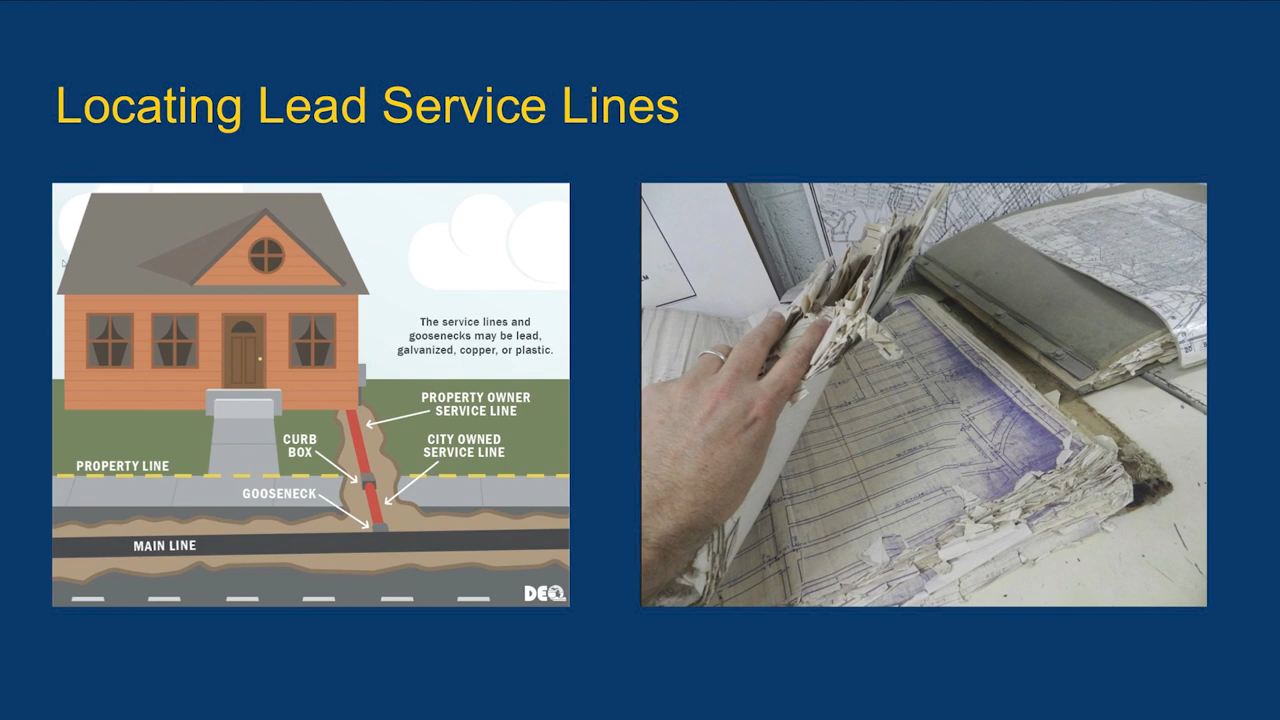 Locating Lead Service Lines
The service lines and
goosenecks may be lead,
galvanized, copper, or plastic.
PROPERTY OWNER
SERVICE LINE
CURB
BOX
CITY OWNED
SERVICE LINE
PROPERTY LINE
GOOSENECK
MAIN LINE
DEQ